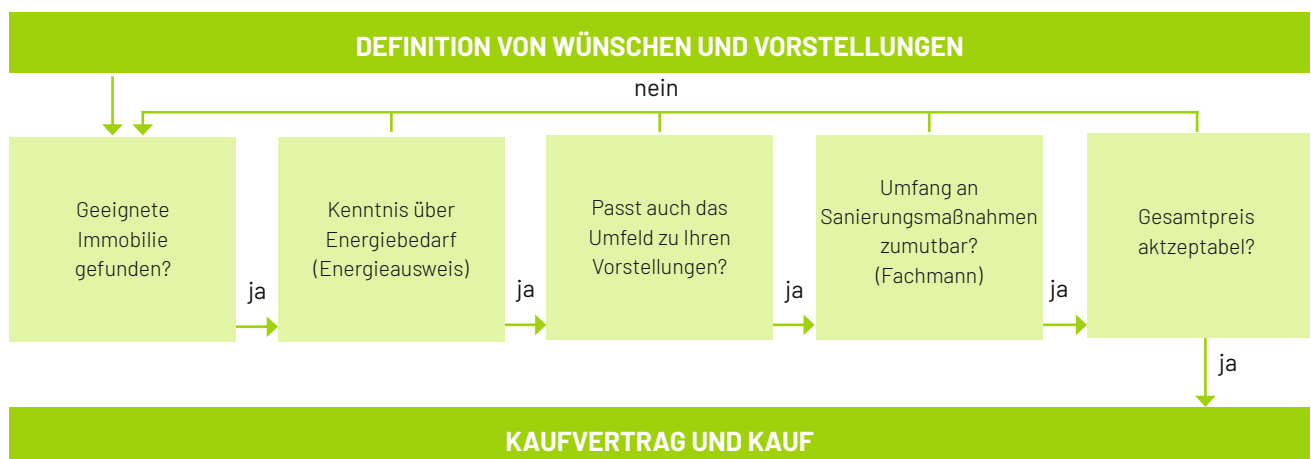 DEFINITION VON WÜNSCHEN UND VORSTELLUNGEN
nein
Geeignete
Immobilie
gefunden?
ja
Kenntnis über
Energiebedarf
(Energieausweis)
ja
Passt auch das
Umfeld zu Ihren
Vorstellungen?
ja
Umfang an
Sanierungsmaßnahmen
zumutbar?
(Fachmann)
ja
Gesamtpreis
aktzeptabel?
ja
KAUFVERTRAG UND KAUF